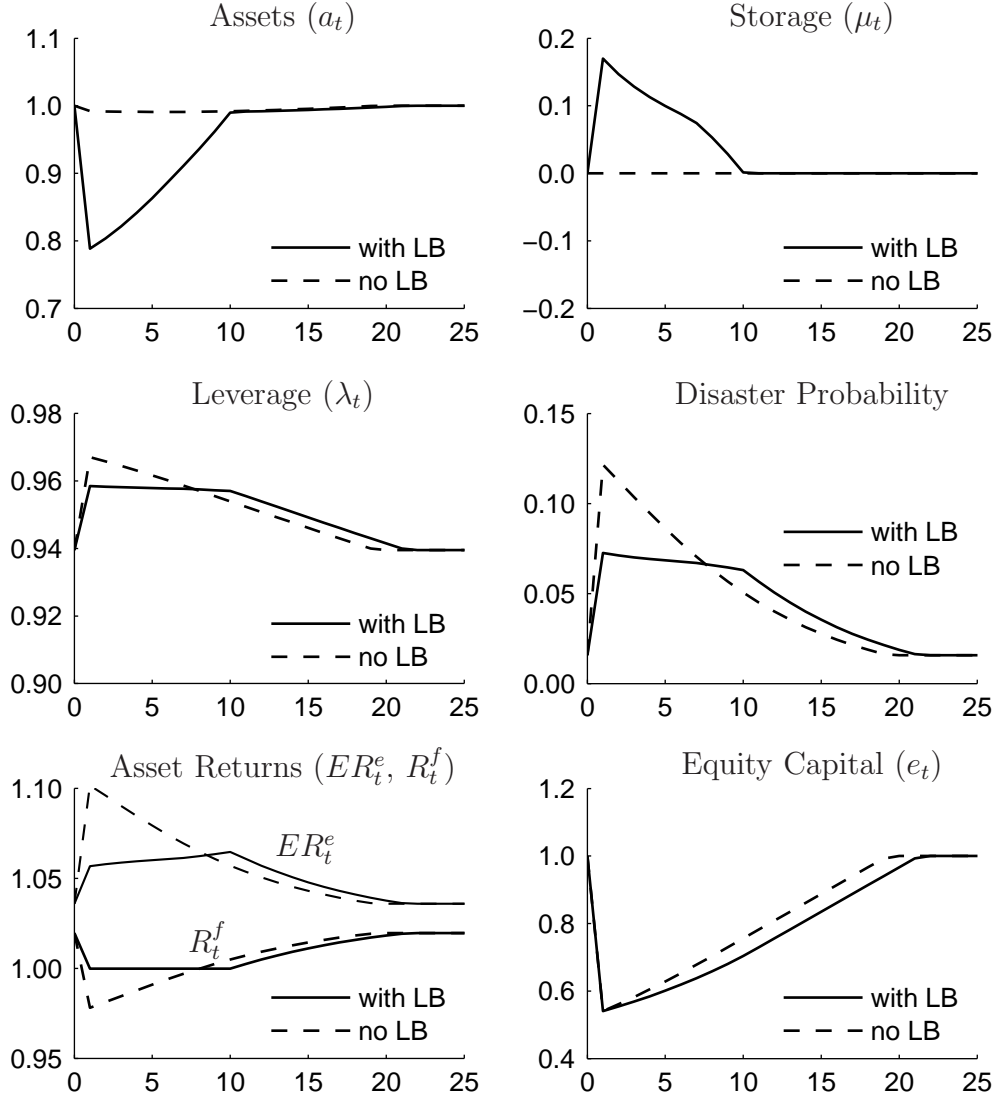 Assets (a_t)
1.1
1.0
0.9
0.8
0.7
with LB
no LB
0 5 10 15 20 25
Storage (μ_t)
0.2
0.1
0.0
−0.1
−0.2
with LB
no LB
0 5 10 15 20 25
Leverage (λ_t)
0.98
0.96
0.94
0.92
0.90
with LB
no LB
0 5 10 15 20 25
Disaster Probability
0.15
0.10
0.05
0.00
with LB
no LB
0 5 10 15 20 25
Asset Returns (ER_t^e, R_t^f)
1.10
1.05
1.00
0.95
ER_t^e
R_t^f
with LB
no LB
0 5 10 15 20 25
Equity Capital (e_t)
1.2
1.0
0.8
0.6
0.4
with LB
no LB
0 5 10 15 20 25